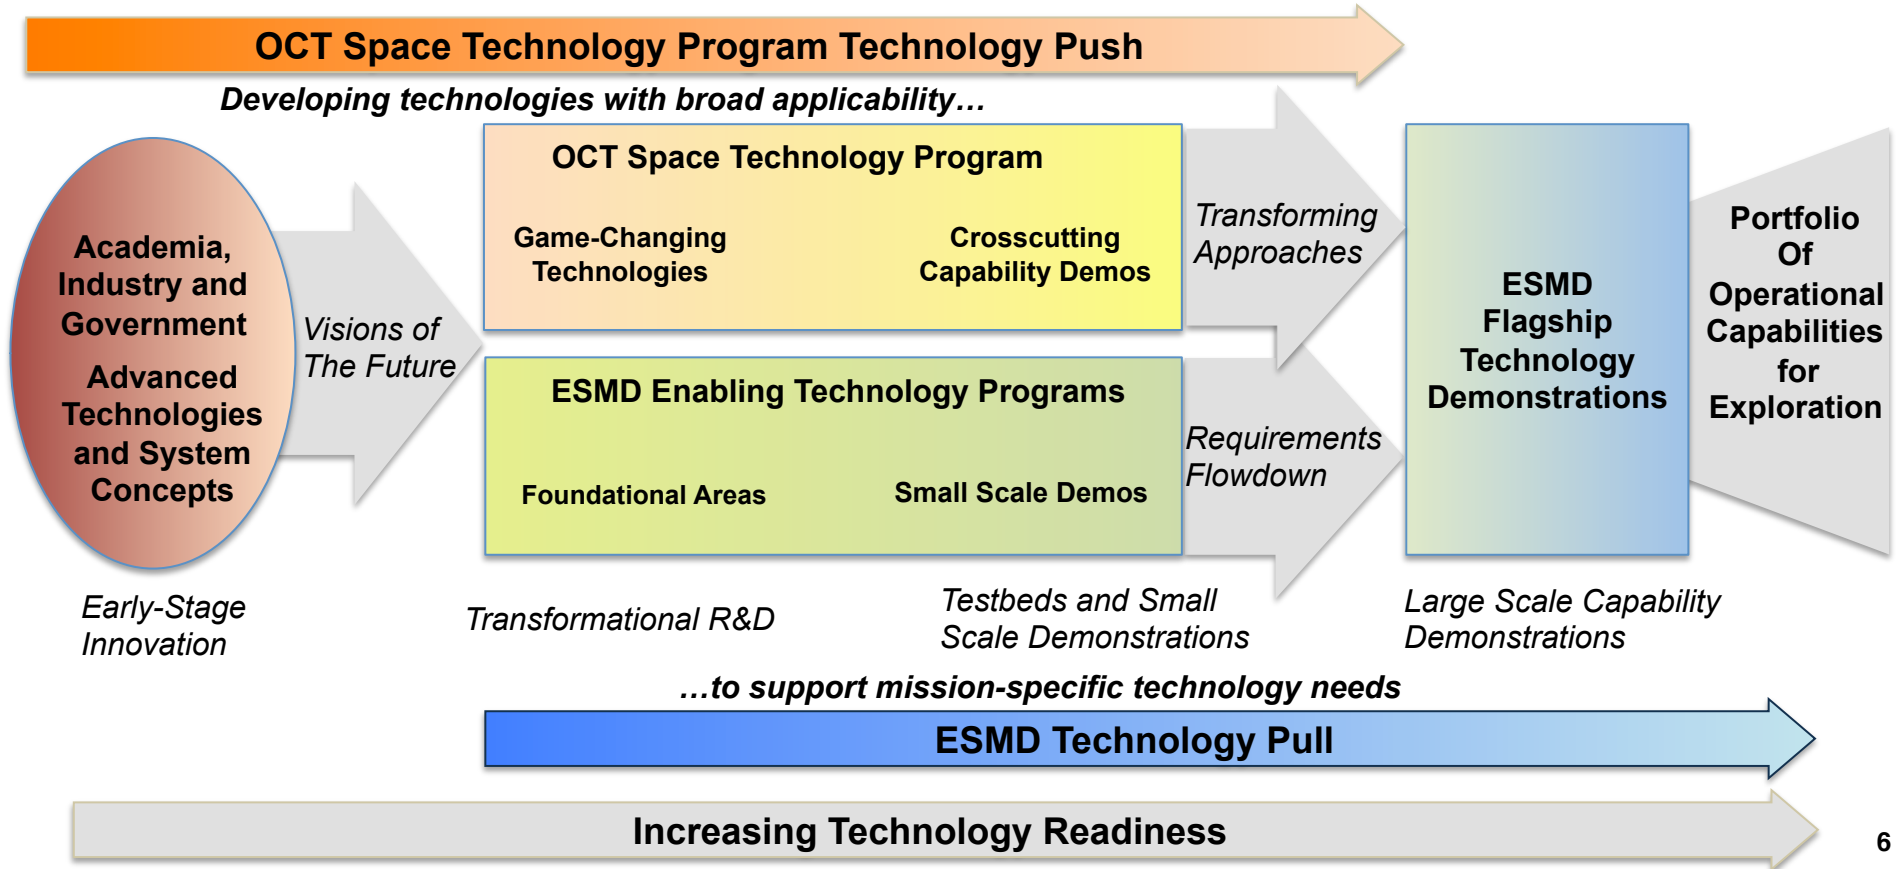 OCT Space Technology Program Technology Push
Developing technologies with broad applicability…
Academia,
Industry and
Government
Advanced
Technologies
and System
Concepts
Visions of
The Future
OCT Space Technology Program
Game-Changing
Technologies
Crosscutting
Capability Demos
ESMD Enabling Technology Programs
Foundational Areas
Small Scale Demos
Transforming
Approaches
Requirements
Flowdown
ESMD
Flagship
Technology
Demonstrations
Portfolio
Of
Operational
Capabilities
for
Exploration
Early-Stage
Innovation
Transformational R&D
Testbeds and Small
Scale Demonstrations
Large Scale Capability
Demonstrations
…to support mission-specific technology needs
ESMD Technology Pull
Increasing Technology Readiness
6